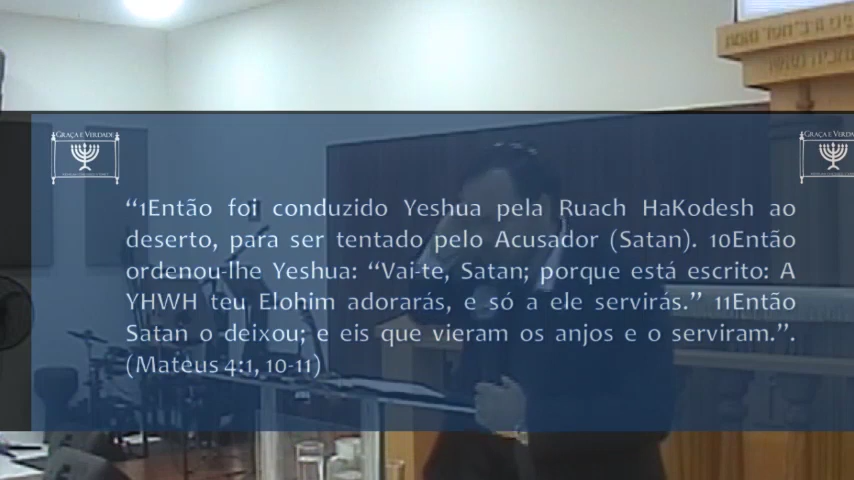 GRAÇA E VERDADE
GRAÇA E VERDA
“1Então foi conduzido Yeshua pela Ruach HaKodesh ao
deserto, para ser tentado pelo Acusador (Satan). 10Então
ordenou-lhe Yeshua: “Vai-te, Satan; porque está escrito: A
YHWH teu Elohim adorarás, e só a ele servirás.” 11Então
Satan o deixou; e eis que vieram os anjos e o serviram.”.
(Mateus 4:1, 10-11)